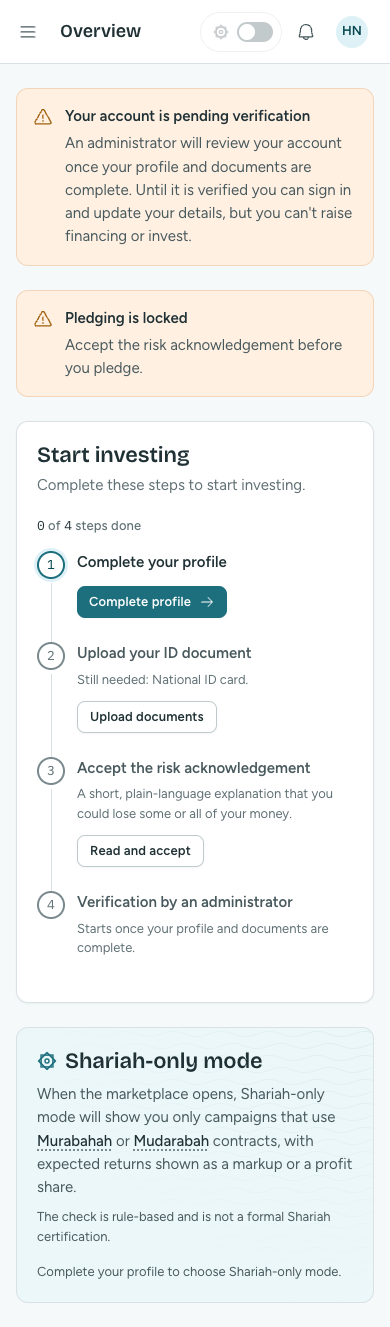 Overview
HN
Your account is pending verification
An administrator will review your account
once your profile and documents are
complete. Until it is verified you can sign in
and update your details, but you can't raise
financing or invest.
Pledging is locked
Accept the risk acknowledgement before
you pledge.
Start investing
Complete these steps to start investing.
0 of 4 steps done
1 Complete your profile
Complete profile →
2 Upload your ID document
Still needed: National ID card.
Upload documents
3 Accept the risk acknowledgement
A short, plain-language explanation that you
could lose some or all of your money.
Read and accept
4 Verification by an administrator
Starts once your profile and documents are
complete.
Shariah-only mode
When the marketplace opens, Shariah-only
mode will show you only campaigns that use
Murabahah or Mudarabah contracts, with
expected returns shown as a markup or a profit
share.
The check is rule-based and is not a formal Shariah
certification.
Complete your profile to choose Shariah-only mode.